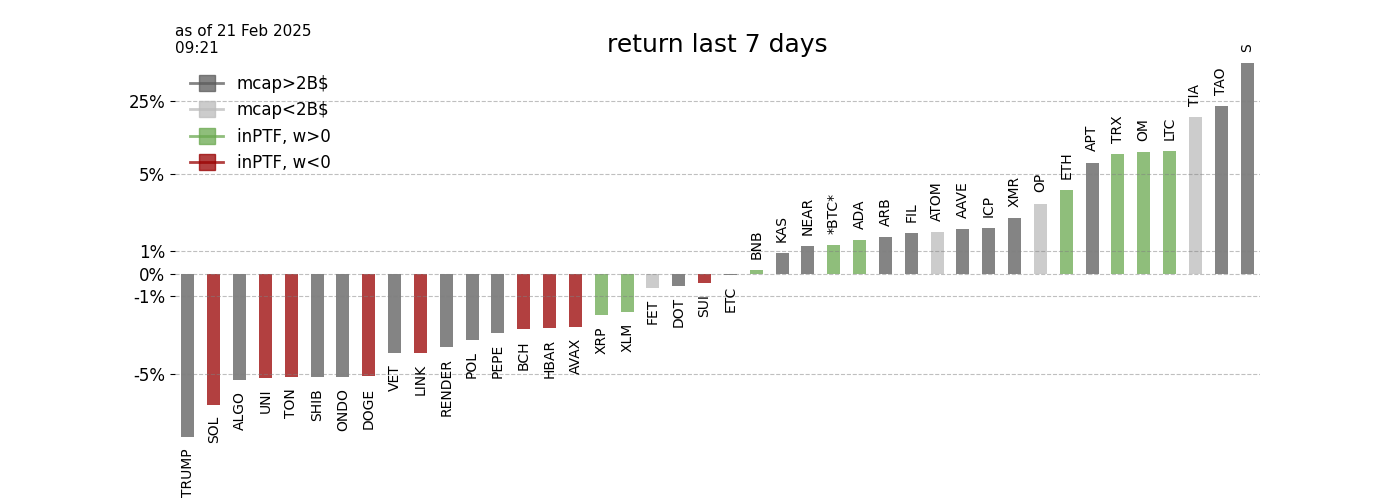 as of 21 Feb 2025
09:21
return last 7 days
mcap>2B$
mcap<2B$
inPTF, w>0
inPTF, w<0
25%
5%
1%
0%
-1%
-5%
TRUMP
SOL
ALGO
UNI
TON
SHIB
ONDO
DOGE
VET
LINK
RENDER
POL
PEPE
BCH
HBAR
AVAX
XRP
XLM
FET
DOT
SUI
ETC
BNB
KAS
NEAR
*BTC*
ADA
ARB
FIL
ATOM
AAVE
ICP
XMR
OP
ETH
APT
TRX
OM
LTC
TIA
TAO
S